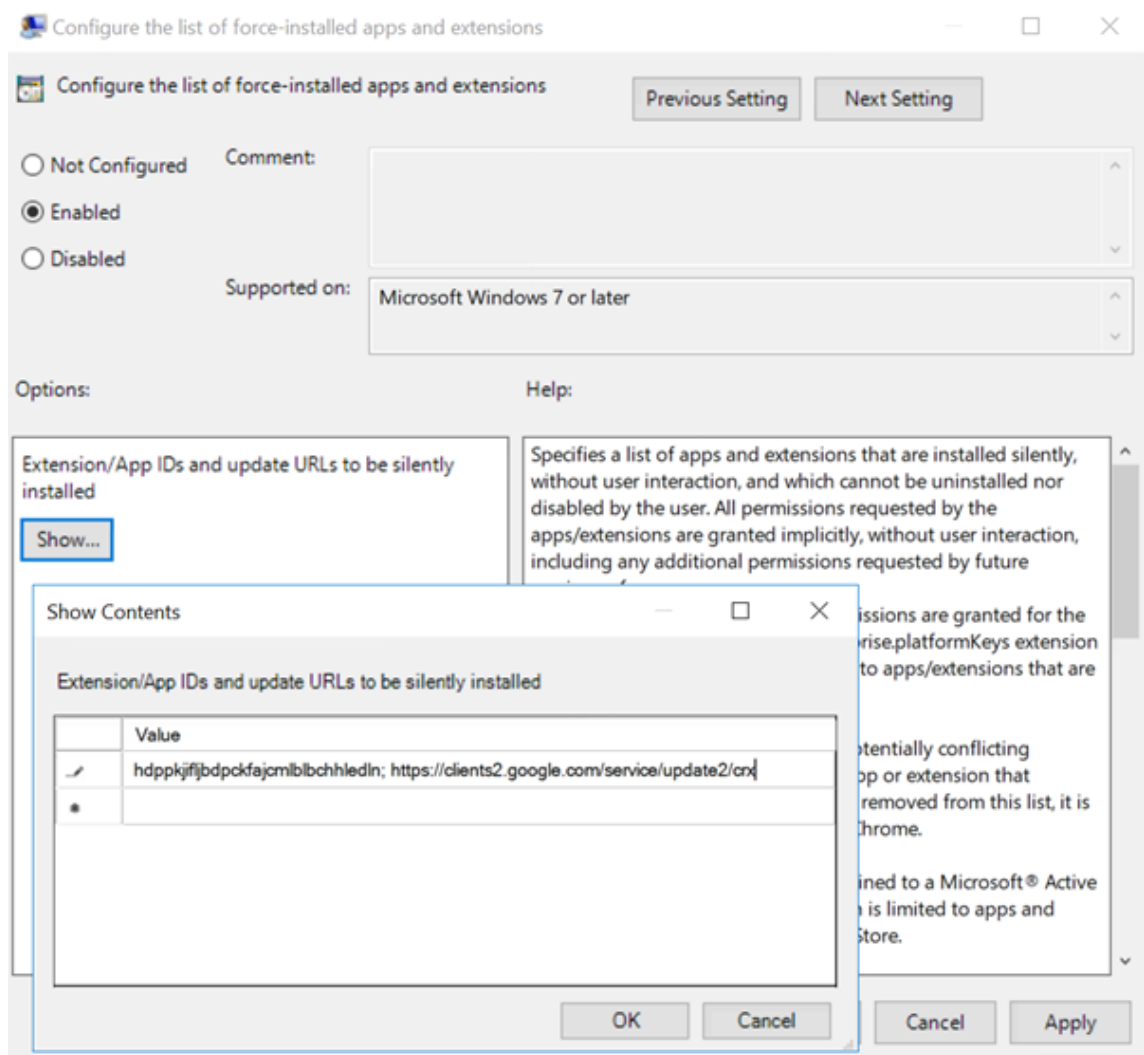 Configure the list of force-installed apps and extensions
Configure the list of force-installed apps and extensions
Previous Setting
Next Setting
Not Configured
Enabled
Disabled
Comment:
Supported on:
Microsoft Windows 7 or later
Options:
Help:
Extension/App IDs and update URLs to be silently
installed
Show...
Specifies a list of apps and extensions that are installed silently,
without user interaction, and which cannot be uninstalled nor
disabled by the user. All permissions requested by the
apps/extensions are granted implicitly, without user interaction,
including any additional permissions requested by future
issions are granted for the
rise.platformKeys extension
to apps/extensions that are
otentially conflicting
pp or extension that
removed from this list, it is
Chrome.
ined to a Microsoft® Active
is limited to apps and
Store.
Show Contents
Extension/App IDs and update URLs to be silently installed
Value
hdppkjifljbdpckfajcmlblbchhledln; https://clients2.google.com/service/update2/crx
OK
Cancel
Cancel
Apply